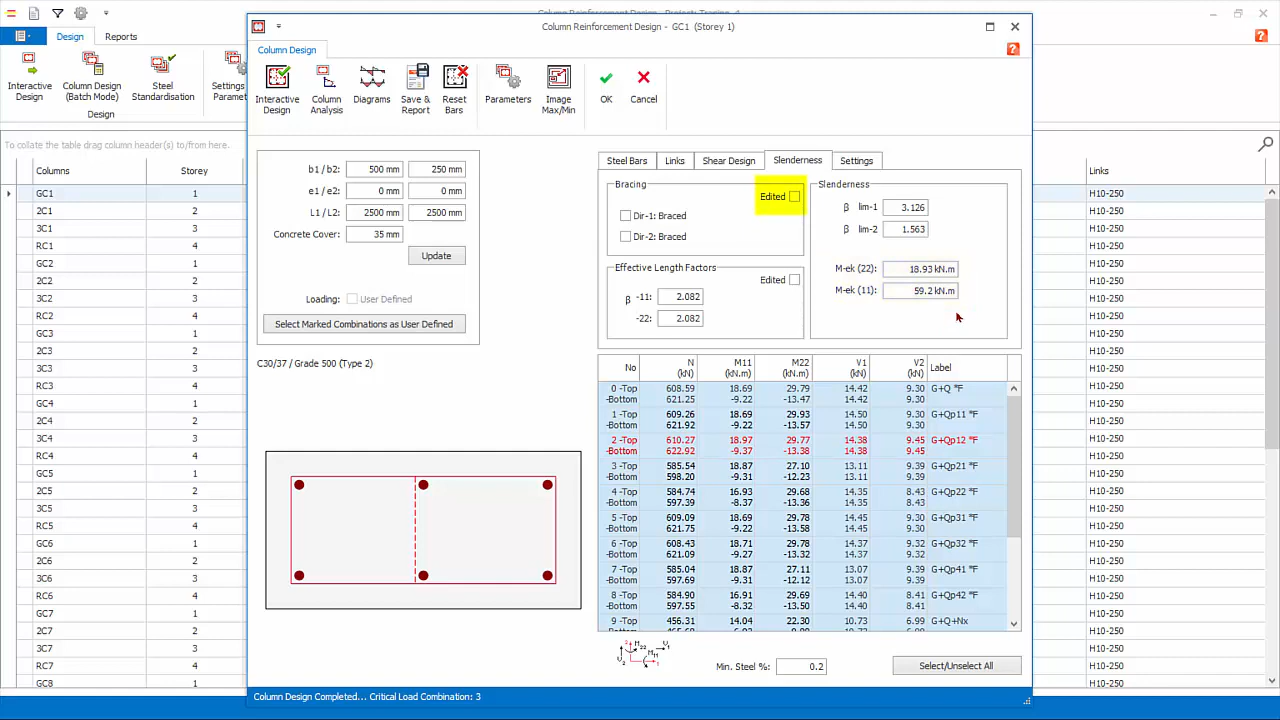 Column Reinforcement Design - GC1 (Storey 1)
Design
Reports
Column Design
Interactive
Design
Column Design
(Batch Mode)
Steel
Standardisation
Settings
Design
Interactive
Design
Column
Analysis
Diagrams
Save &
Report
Reset
Bars
Parameters
Image
Max/Min
OK
Cancel
To collate the table drag column header(s) to/from here.
Columns
Storey
Links
GC1 1 H10-250
2C1 2 H10-250
3C1 3 H10-250
RC1 4 H10-250
GC2 1 H10-250
2C2 2 H10-250
3C2 3 H10-250
RC2 4 H10-250
GC3 1 H10-250
2C3 2 H10-250
3C3 3 H10-250
RC3 4 H10-250
GC4 1 H10-250
2C4 2 H10-250
3C4 3 H10-250
RC4 4 H10-250
GC5 1 H10-250
2C5 2 H10-250
3C5 3 H10-250
RC5 4 H10-250
GC6 1 H10-250
2C6 2 H10-250
3C6 3 H10-250
RC6 4 H10-250
GC7 1 H10-250
2C7 2 H10-250
3C7 3 H10-250
RC7 4 H10-250
GC8 1 H10-250
b1 / b2: 500 mm 250 mm
e1 / e2: 0 mm 0 mm
L1 / L2: 2500 mm 2500 mm
Concrete Cover: 35 mm
Update
Loading: User Defined
Select Marked Combinations as User Defined
C30/37 / Grade 500 (Type 2)
Steel Bars Links Shear Design Slenderness Settings
Bracing
Edited
Dir-1: Braced
Dir-2: Braced
Effective Length Factors
Edited
β -11: 2.082
-22: 2.082
Slenderness
β lim-1 3.126
β lim-2 1.563
M-ek (22): 18.93 kN.m
M-ek (11): 59.2 kN.m
No N M11 M22 V1 V2 Label
(kN) (kN.m) (kN.m) (kN) (kN)
0 -Top 608.59 18.69 29.79 14.42 9.30 G+Q *F
-Bottom 621.25 -9.22 -13.47 14.42 9.30
1 -Top 609.26 18.69 29.93 14.50 9.30 G+Qp11 *F
-Bottom 621.92 -9.22 -13.57 14.50 9.30
2 -Top 610.27 18.97 29.77 14.38 9.45 G+Qp12 *F
-Bottom 622.92 -9.37 -13.38 14.38 9.45
3 -Top 585.54 18.87 27.10 13.11 9.39 G+Qp21 *F
-Bottom 598.20 -9.31 -12.23 13.11 9.39
4 -Top 584.74 16.93 29.68 14.35 8.43 G+Qp22 *F
-Bottom 597.39 -8.37 -13.36 14.35 8.43
5 -Top 609.09 18.69 29.78 14.45 9.30 G+Qp31 *F
-Bottom 621.75 -9.22 -13.58 14.45 9.30
6 -Top 608.43 18.71 29.78 14.37 9.32 G+Qp32 *F
-Bottom 621.09 -9.27 -13.32 14.37 9.32
7 -Top 585.04 18.87 27.11 13.07 9.39 G+Qp41 *F
-Bottom 597.69 -9.31 -12.12 13.07 9.39
8 -Top 584.90 16.91 29.69 14.40 8.41 G+Qp42 *F
-Bottom 597.55 -8.32 -13.50 14.40 8.41
9 -Top 456.31 14.04 22.30 10.73 6.99 G+Q+Nx
Min. Steel %: 0.2
Select/Unselect All
Column Design Completed... Critical Load Combination: 3